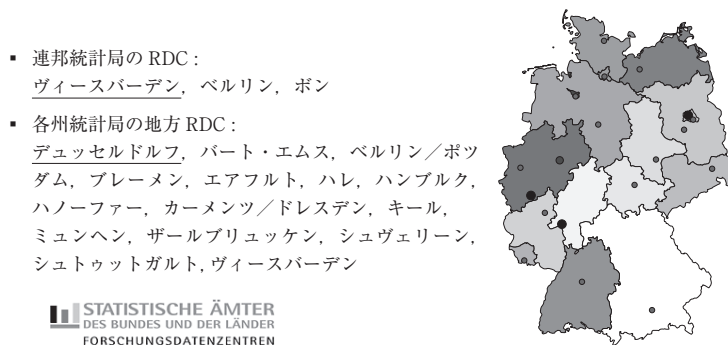 ▪ 連邦統計局の RDC :
ヴィースバーデン, ベルリン, ボン
▪ 各州統計局の地方 RDC :
デュッセルドルフ, バート・エムス, ベルリン／ポツ
ダム, ブレーメン, エアフルト, ハレ, ハンブルク,
ハノーファー, カーメンツ／ドレスデン, キール,
ミュンヘン, ザールブリュッケン, シュヴェリーン,
シュトゥットガルト, ヴィースバーデン
STATISTISCHE ÄMTER
DES BUNDES UND DER LÄNDER
FORSCHUNGSDATENZENTREN